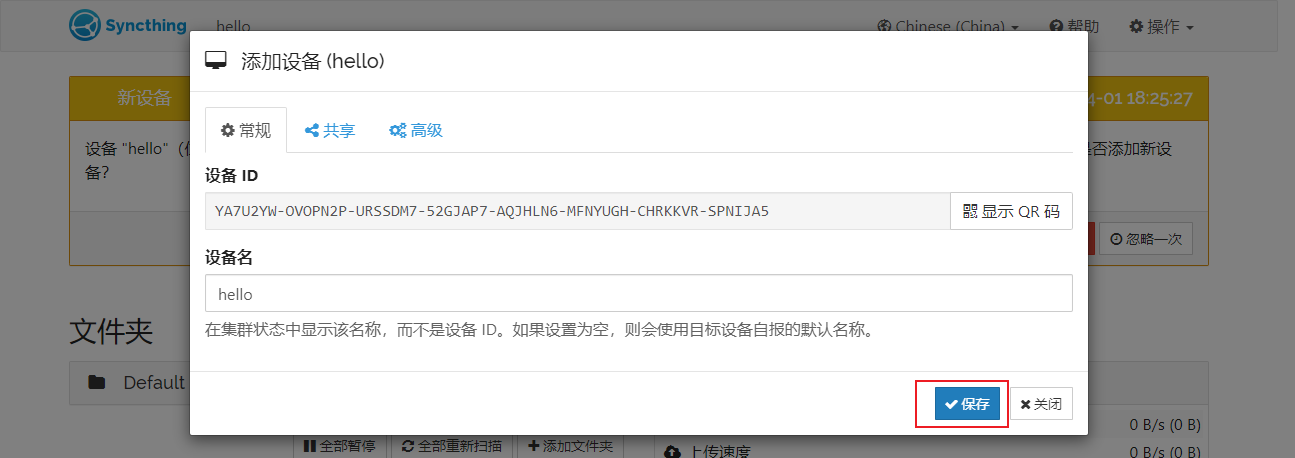 Syncthing hello Chinese (China) 帮助 操作
添加设备 (hello)
新设备 4-01 18:25:27
常规 共享 高级
设备 "hello" 是否添加新设
备?
设备 ID
YA7U2YW-OVOPN2P-URSSDM7-52GJAP7-AQJHLN6-MFNYUGH-CHRKKVR-SPNIJA5 显示 QR 码
忽略一次
设备名
hello
在集群状态中显示该名称，而不是设备 ID。如果设置为空，则会使用目标设备自报的默认名称。
文件夹
Default
保存 关闭
0 B/s (0 B)
全部暂停 全部重新扫描 添加文件夹
上传速度 0 B/s (0 B)